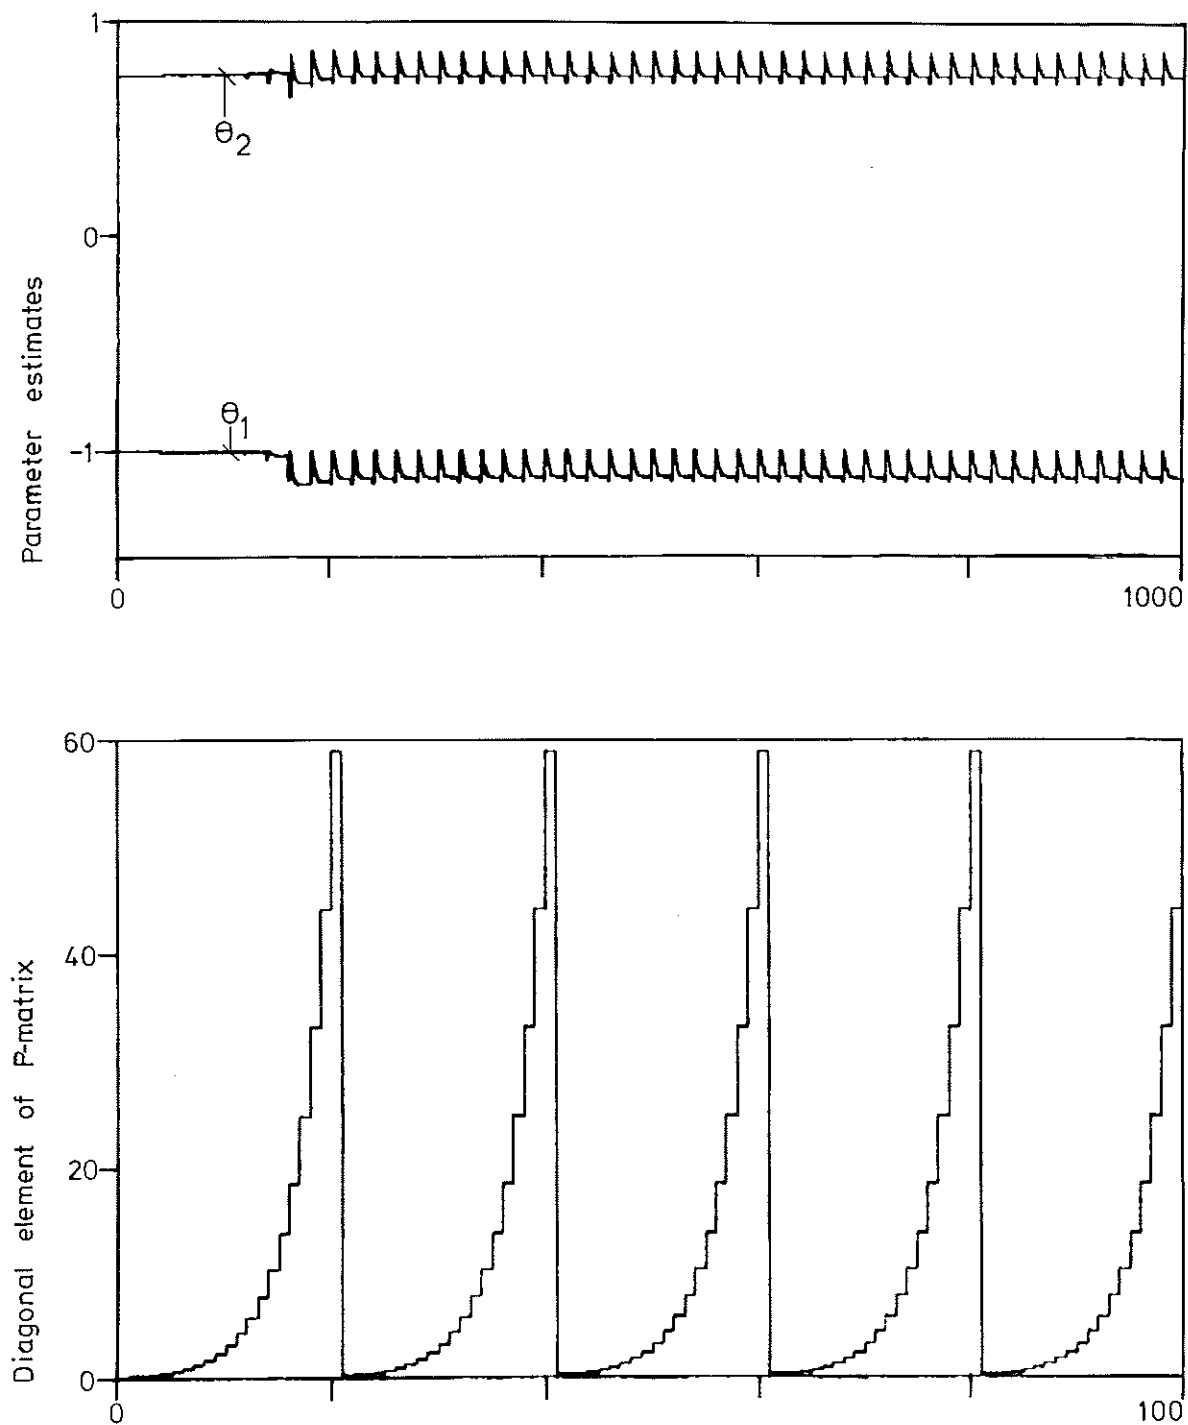 1
θ2
0
θ1
-1
Parameter estimates
0
1000
60
40
20
0
Diagonal element of P-matrix
0
100